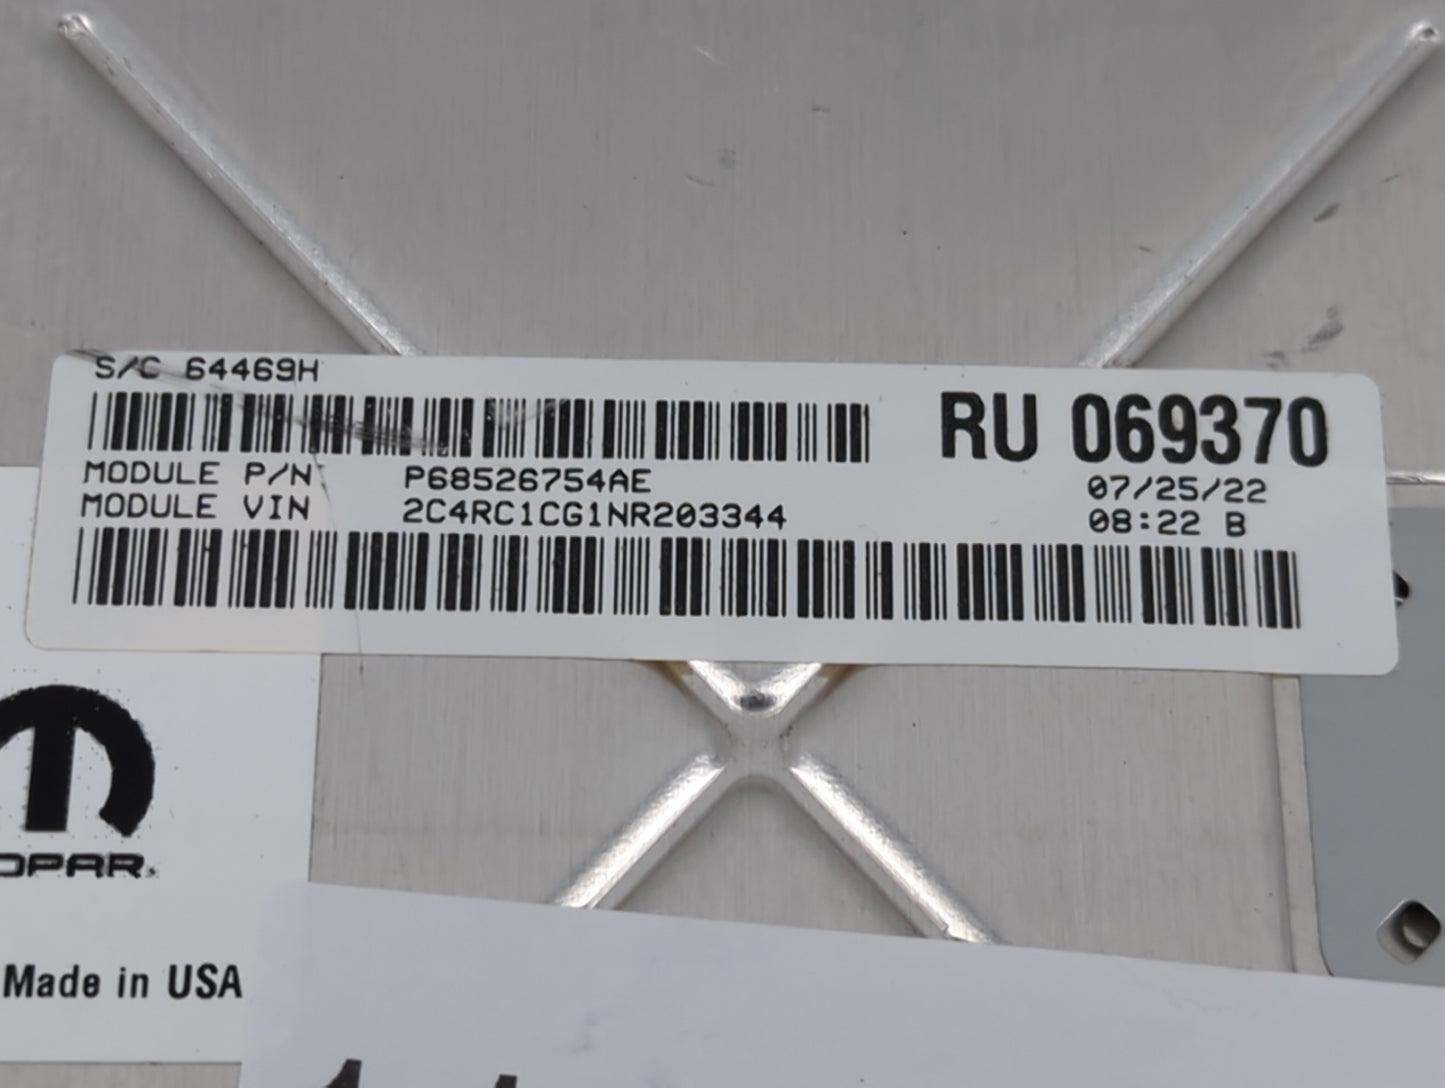 S/C 64469H
RU 069370
MODULE P/N P68526754AE
07/25/22
MODULE VIN 2C4RC1CG1NR203344
08:22 B
OPAR
Made in USA